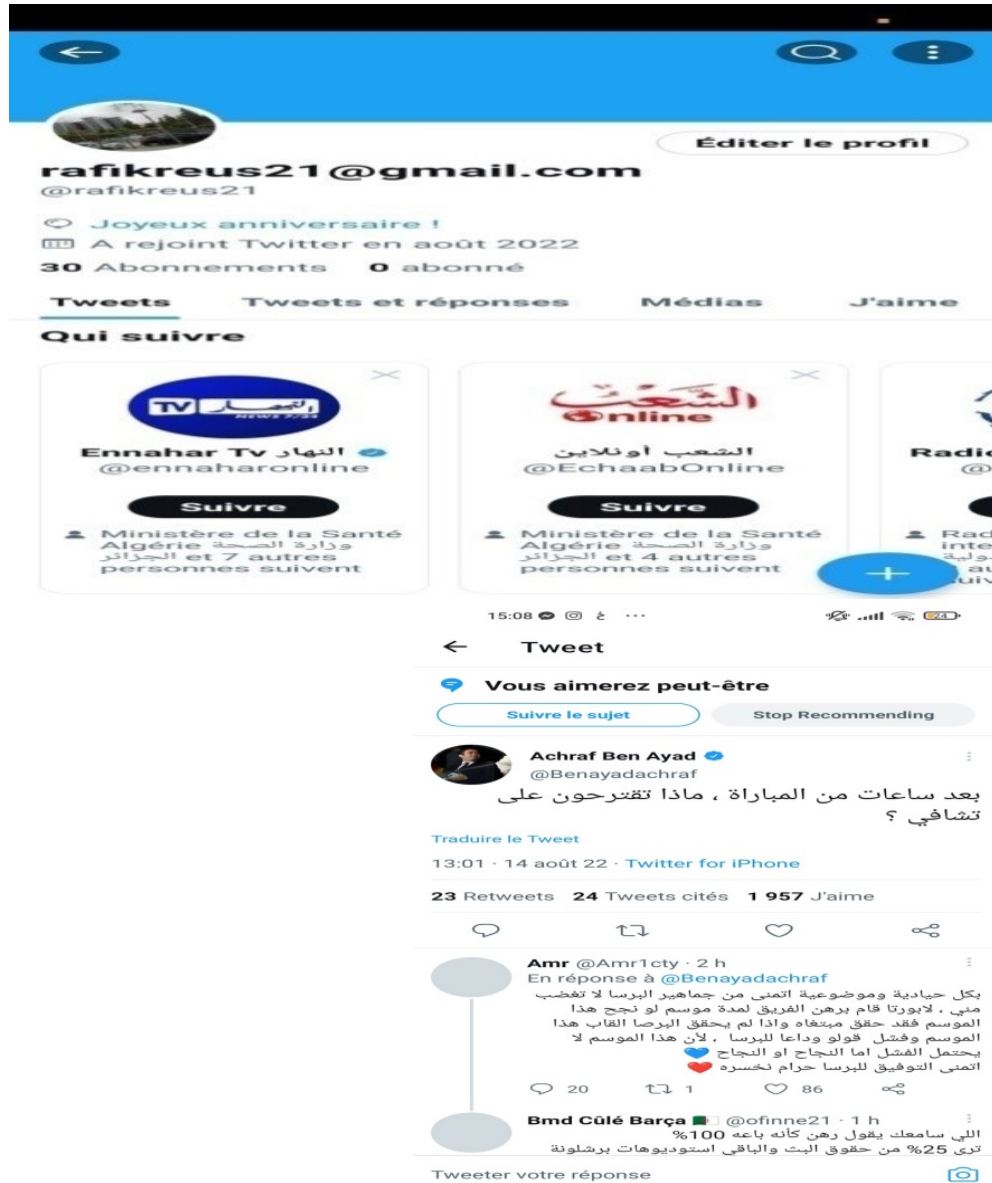 Éditer le profil
rafikreus21@gmail.com
@rafikreus21
Joyeux anniversaire !
A rejoint Twitter en août 2022
30 Abonnements 0 abonné
Tweets Tweets et réponses Médias J'aime
Qui suivre
النهار TV
NEWS 7/24
Ennahar Tv النهار
@ennaharonline
Suivre
Ministère de la Santé
Algérie وزارة الصحة
الجزائر et 7 autres
personnes suivent
الشَّعْب
Online
الشعب أونلاين
@EchaabOnline
Suivre
Ministère de la Santé
Algérie وزارة الصحة
الجزائر et 4 autres
personnes suivent
15:08 خ ... 24
Tweet
Vous aimerez peut-être
Suivre le sujet Stop Recommending
Achraf Ben Ayad
@Benayadachraf
بعد ساعات من المباراة ، ماذا تقترحون على
تشافي ؟
Traduire le Tweet
13:01 · 14 août 22 · Twitter for iPhone
23 Retweets 24 Tweets cités 1 957 J'aime
Amr @Amr1cty · 2 h
En réponse à @Benayadachraf
بكل حيادية وموضوعية اتمنى من جماهير البرسا لا تغضب
مني ، لابورتا قام برهن الفريق لمدة موسم لو نجح هذا
الموسم فقد حقق مبتغاه واذا لم يحقق البرصا القاب هذا
الموسم وفشل قولو وداعا للبرسا ، لأن هذا الموسم لا
يحتمل الفشل اما النجاح او النجاح 💙
اتمنى التوفيق للبرسا حرام نخسره ❤️
20 1 86
Bmd Cûlé Barça 🇩🇿 @ofinne21 · 1 h
اللي سامعك يقول رهن كأنه باعه 100%
ترى 25% من حقوق البث والباقي استوديوهات برشلونة
Tweeter votre réponse